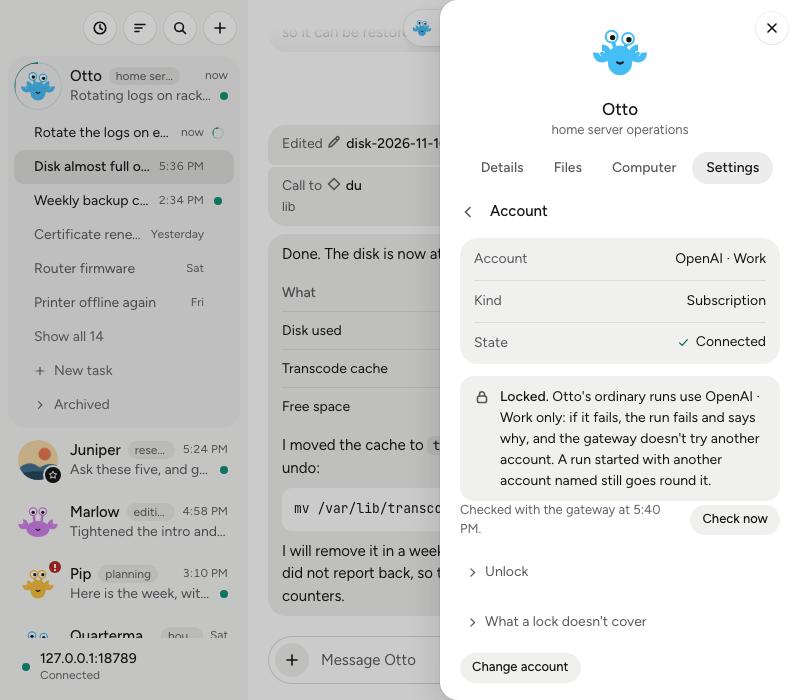 Otto
home ser...
now
Rotating logs on rack...
Rotate the logs on e...
now
Disk almost full o...
5:36 PM
Weekly backup c...
2:34 PM
Certificate rene...
Yesterday
Router firmware
Sat
Printer offline again
Fri
Show all 14
New task
Archived
Juniper
rese...
5:24 PM
Ask these five, and g...
Marlow
editi...
4:58 PM
Tightened the intro and...
Pip
planning
3:10 PM
Here is the week, wit...
Quarterma
hou...
Sat
127.0.0.1:18789
Connected
so it can be restor
Edited
disk-2026-11-1
Call to
du
lib
Done. The disk is now at
What
Disk used
Transcode cache
Free space
I moved the cache to
undo:
mv /var/lib/transco
I will remove it in a week
did not report back, so t
counters.
Message Otto
Otto
home server operations
Details
Files
Computer
Settings
Account
Account
OpenAI · Work
Kind
Subscription
State
Connected
Locked. Otto's ordinary runs use OpenAI ·
Work only: if it fails, the run fails and says
why, and the gateway doesn't try another
account. A run started with another
account named still goes round it.
Checked with the gateway at 5:40
PM.
Check now
Unlock
What a lock doesn't cover
Change account